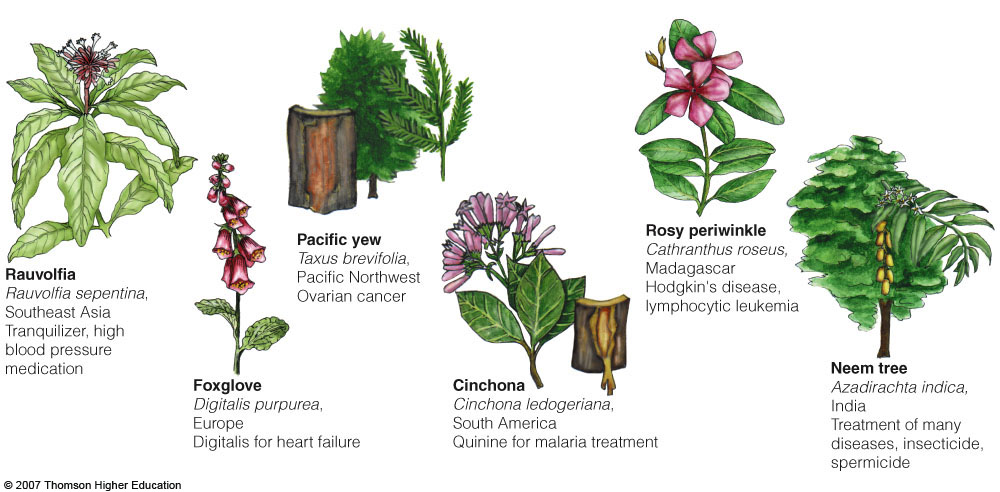 Rauvolfia
Rauvolfia sepentina,
Southeast Asia
Tranquilizer, high
blood pressure
medication
Foxglove
Digitalis purpurea,
Europe
Digitalis for heart failure
Pacific yew
Taxus brevifolia,
Pacific Northwest
Ovarian cancer
Cinchona
Cinchona ledogeriana,
South America
Quinine for malaria treatment
Rosy periwinkle
Cathranthus roseus,
Madagascar
Hodgkin's disease,
lymphocytic leukemia
Neem tree
Azadirachta indica,
India
Treatment of many
diseases, insecticide,
spermicide
© 2007 Thomson Higher Education